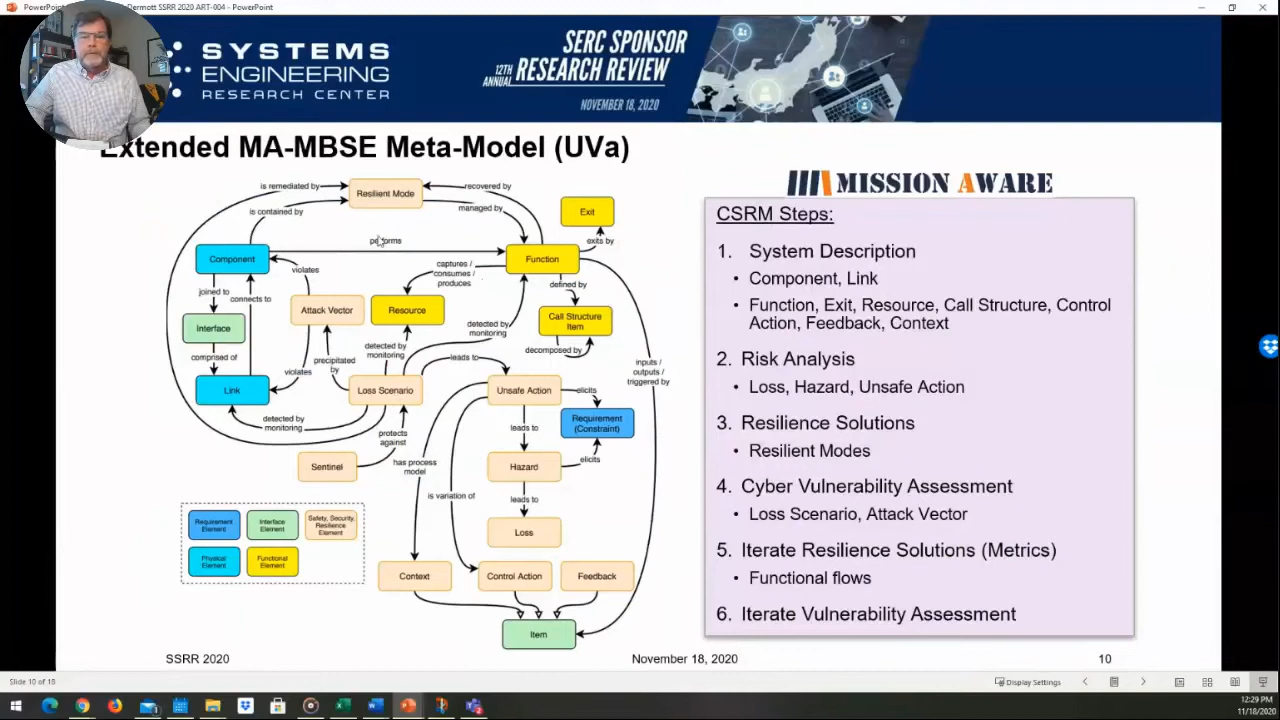 PowerPoint
Dermott SSRR 2020 ART-004 - PowerPoint
SYSTEMS
ENGINEERING
RESEARCH CENTER
12TH
ANNUAL
SERC SPONSOR
RESEARCH REVIEW
NOVEMBER 18, 2020
Extended MA-MBSE Meta-Model (UVa)
is remediated by
Resilient Mode
recovered by
is contained by
managed by
Exit
performs
exits by
Component
Function
violates
captures /
consumes /
produces
defined by
joined to
connects to
Attack Vector
Resource
Call Structure
Item
Interface
detected by
monitoring
decomposed by
comprised of
precipitated
by
detected by
monitoring
leads to
inputs /
outputs /
triggered by
violates
Link
Loss Scenario
Unsafe Action
elicits
detected by
monitoring
Requirement
(Constraint)
leads to
protects
against
elicits
Sentinel
has process
model
Hazard
is variation of
leads to
Requirement
Element
Interface
Element
Safety, Security,
Resilience
Element
Loss
Physical
Element
Functional
Element
Context
Control Action
Feedback
Item
MISSION AWARE
CSRM Steps:
1. System Description
• Component, Link
• Function, Exit, Resource, Call Structure, Control
Action, Feedback, Context
2. Risk Analysis
• Loss, Hazard, Unsafe Action
3. Resilience Solutions
• Resilient Modes
4. Cyber Vulnerability Assessment
• Loss Scenario, Attack Vector
5. Iterate Resilience Solutions (Metrics)
• Functional flows
6. Iterate Vulnerability Assessment
SSRR 2020
November 18, 2020
10
Slide 10 of 18
Display Settings
12:29 PM
11/18/2020